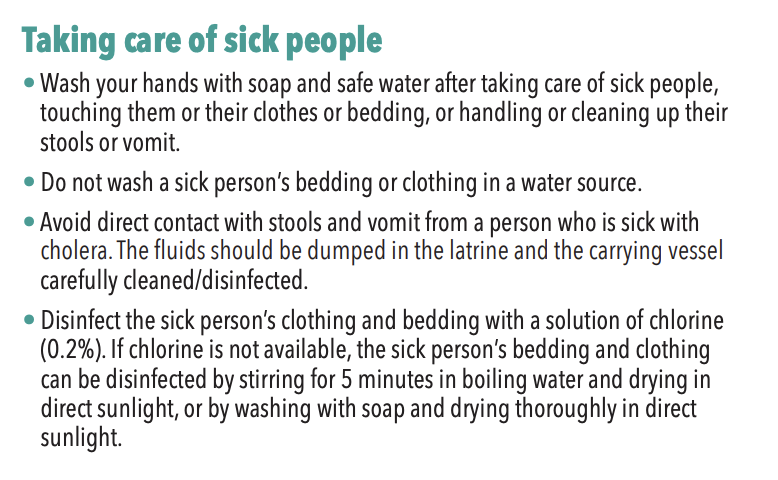 Taking care of sick people
• Wash your hands with soap and safe water after taking care of sick people,
touching them or their clothes or bedding, or handling or cleaning up their
stools or vomit.
• Do not wash a sick person’s bedding or clothing in a water source.
• Avoid direct contact with stools and vomit from a person who is sick with
cholera. The fluids should be dumped in the latrine and the carrying vessel
carefully cleaned/disinfected.
• Disinfect the sick person’s clothing and bedding with a solution of chlorine
(0.2%). If chlorine is not available, the sick person’s bedding and clothing
can be disinfected by stirring for 5 minutes in boiling water and drying in
direct sunlight, or by washing with soap and drying thoroughly in direct
sunlight.